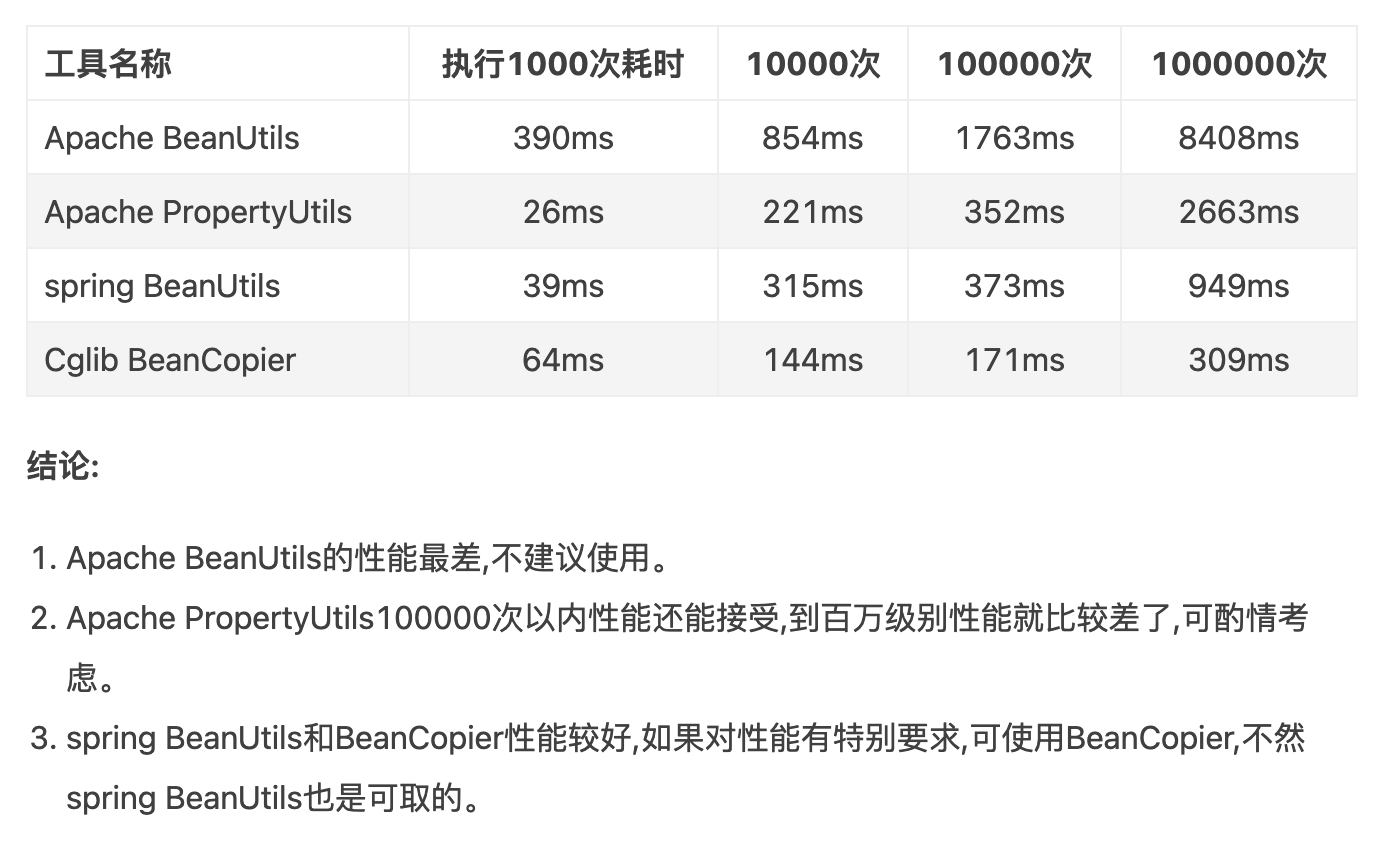 工具名称 执行1000次耗时 10000次 100000次 1000000次
Apache BeanUtils 390ms 854ms 1763ms 8408ms
Apache PropertyUtils 26ms 221ms 352ms 2663ms
spring BeanUtils 39ms 315ms 373ms 949ms
Cglib BeanCopier 64ms 144ms 171ms 309ms
结论:
1. Apache BeanUtils的性能最差,不建议使用。
2. Apache PropertyUtils100000次以内性能还能接受,到百万级别性能就比较差了,可酌情考
虑。
3. spring BeanUtils和BeanCopier性能较好,如果对性能有特别要求,可使用BeanCopier,不然
spring BeanUtils也是可取的。